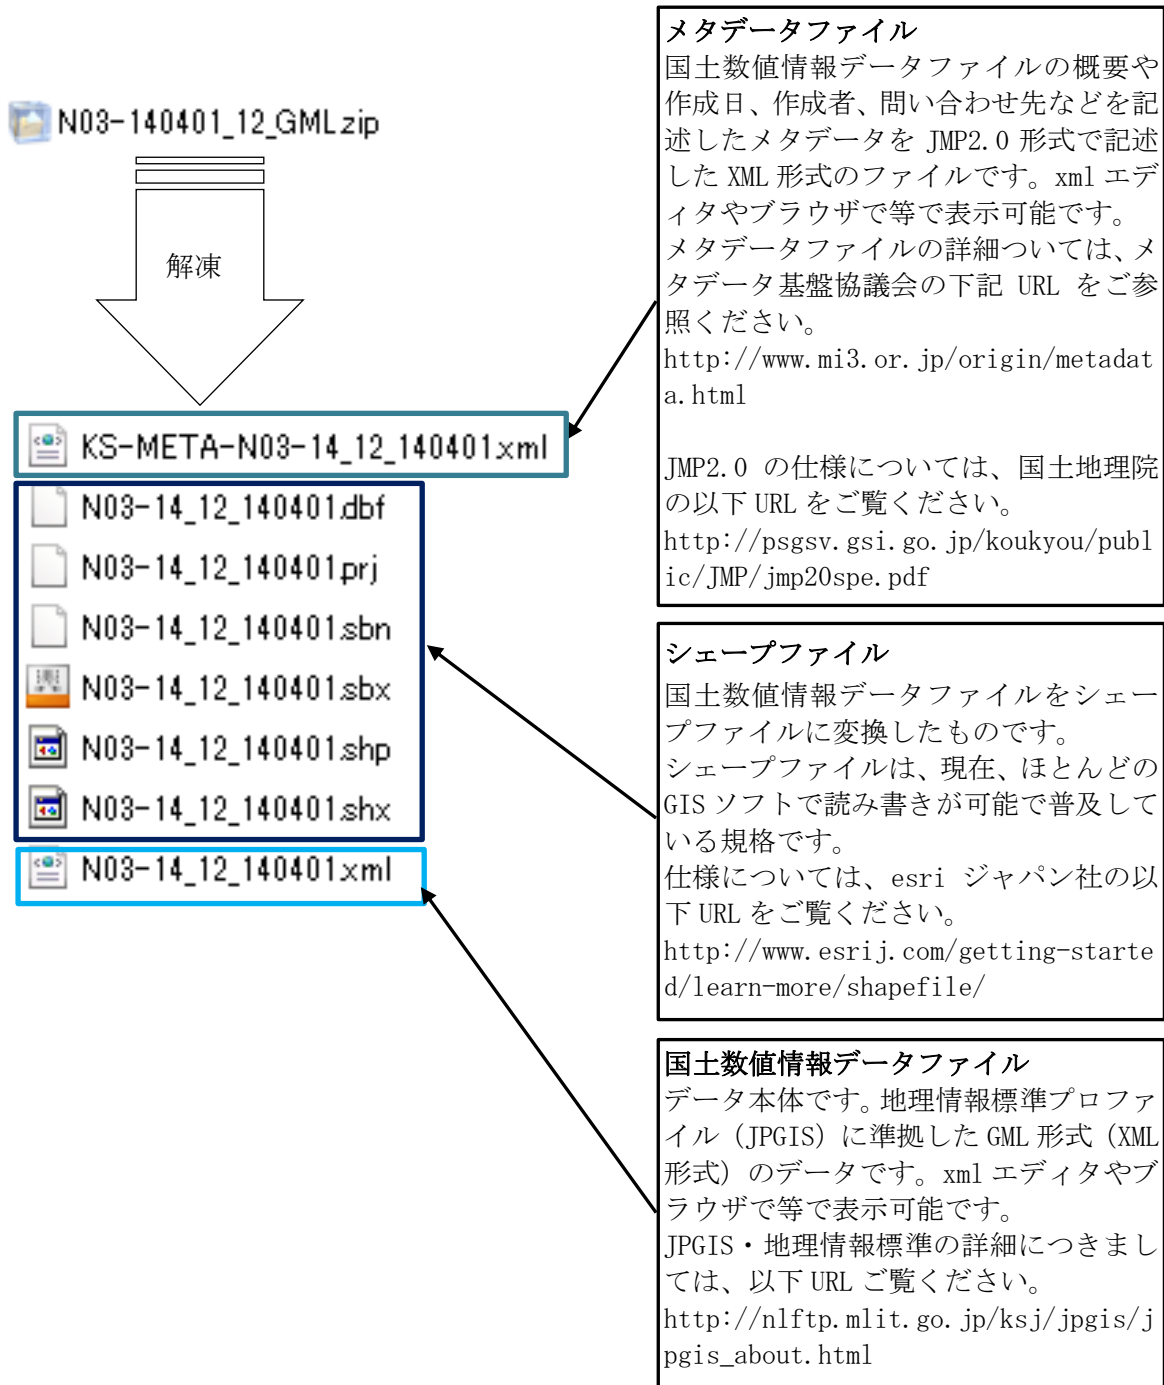 N03-140401_12_GML.zip
解凍
KS-META-N03-14_12_140401.xml
N03-14_12_140401.dbf
N03-14_12_140401.prj
N03-14_12_140401.sbn
N03-14_12_140401.sbx
N03-14_12_140401.shp
N03-14_12_140401.shx
N03-14_12_140401.xml
メタデータファイル
国土数値情報データファイルの概要や
作成日、作成者、問い合わせ先などを記
述したメタデータを JMP2.0 形式で記述
した XML 形式のファイルです。xml エデ
ィタやブラウザで等で表示可能です。
メタデータファイルの詳細ついては、メ
タデータ基盤協議会の下記 URL をご参
照ください。
http://www.mi3.or.jp/origin/metadat
a.html
JMP2.0 の仕様については、国土地理院
の以下 URL をご覧ください。
http://psgsv.gsi.go.jp/koukyou/publ
ic/JMP/jmp20spe.pdf
シェープファイル
国土数値情報データファイルをシェー
プファイルに変換したものです。
シェープファイルは、現在、ほとんどの
GIS ソフトで読み書きが可能で普及して
いる規格です。
仕様については、esri ジャパン社の以
下 URL をご覧ください。
http://www.esrij.com/getting-starte
d/learn-more/shapefile/
国土数値情報データファイル
データ本体です。地理情報標準プロファ
イル（JPGIS）に準拠した GML 形式（XML
形式）のデータです。xml エディタやブ
ラウザで等で表示可能です。
JPGIS・地理情報標準の詳細につきまし
ては、以下 URL ご覧ください。
http://nlftp.mlit.go.jp/ksj/jpgis/j
pgis_about.html